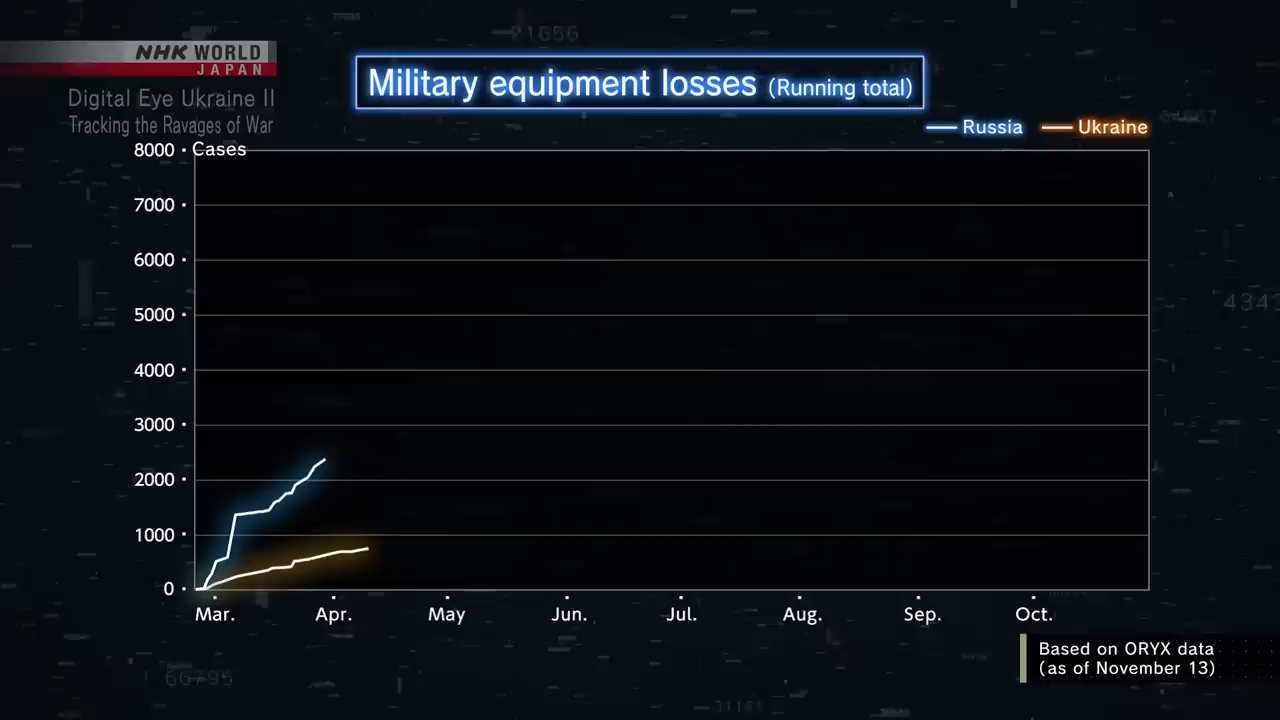 21656
NHK WORLD
JAPAN
Military equipment losses (Running total)
Digital Eye Ukraine II
Tracking the Ravages of War
Russia
Ukraine
8000
Cases
7000
6000
5000
4000
3000
2000
1000
0
Mar.
Apr.
May
Jun.
Jul.
Aug.
Sep.
Oct.
Based on ORYX data
(as of November 13)
66795